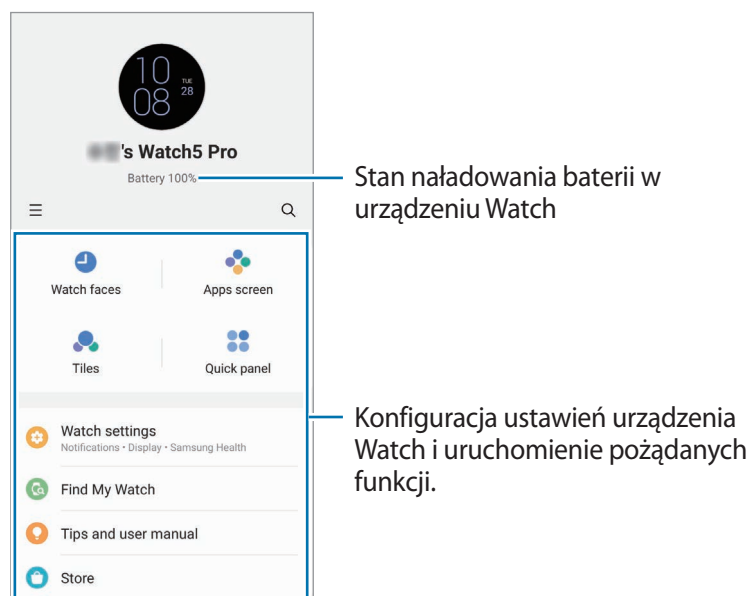 10
08
TUE
28
's Watch5 Pro
Battery 100%
Stan naładowania baterii w
urządzeniu Watch
Watch faces
Apps screen
Tiles
Quick panel
Konfiguracja ustawień urządzenia
Watch i uruchomienie pożądanych
funkcji.
Watch settings
Notifications • Display • Samsung Health
Find My Watch
Tips and user manual
Store